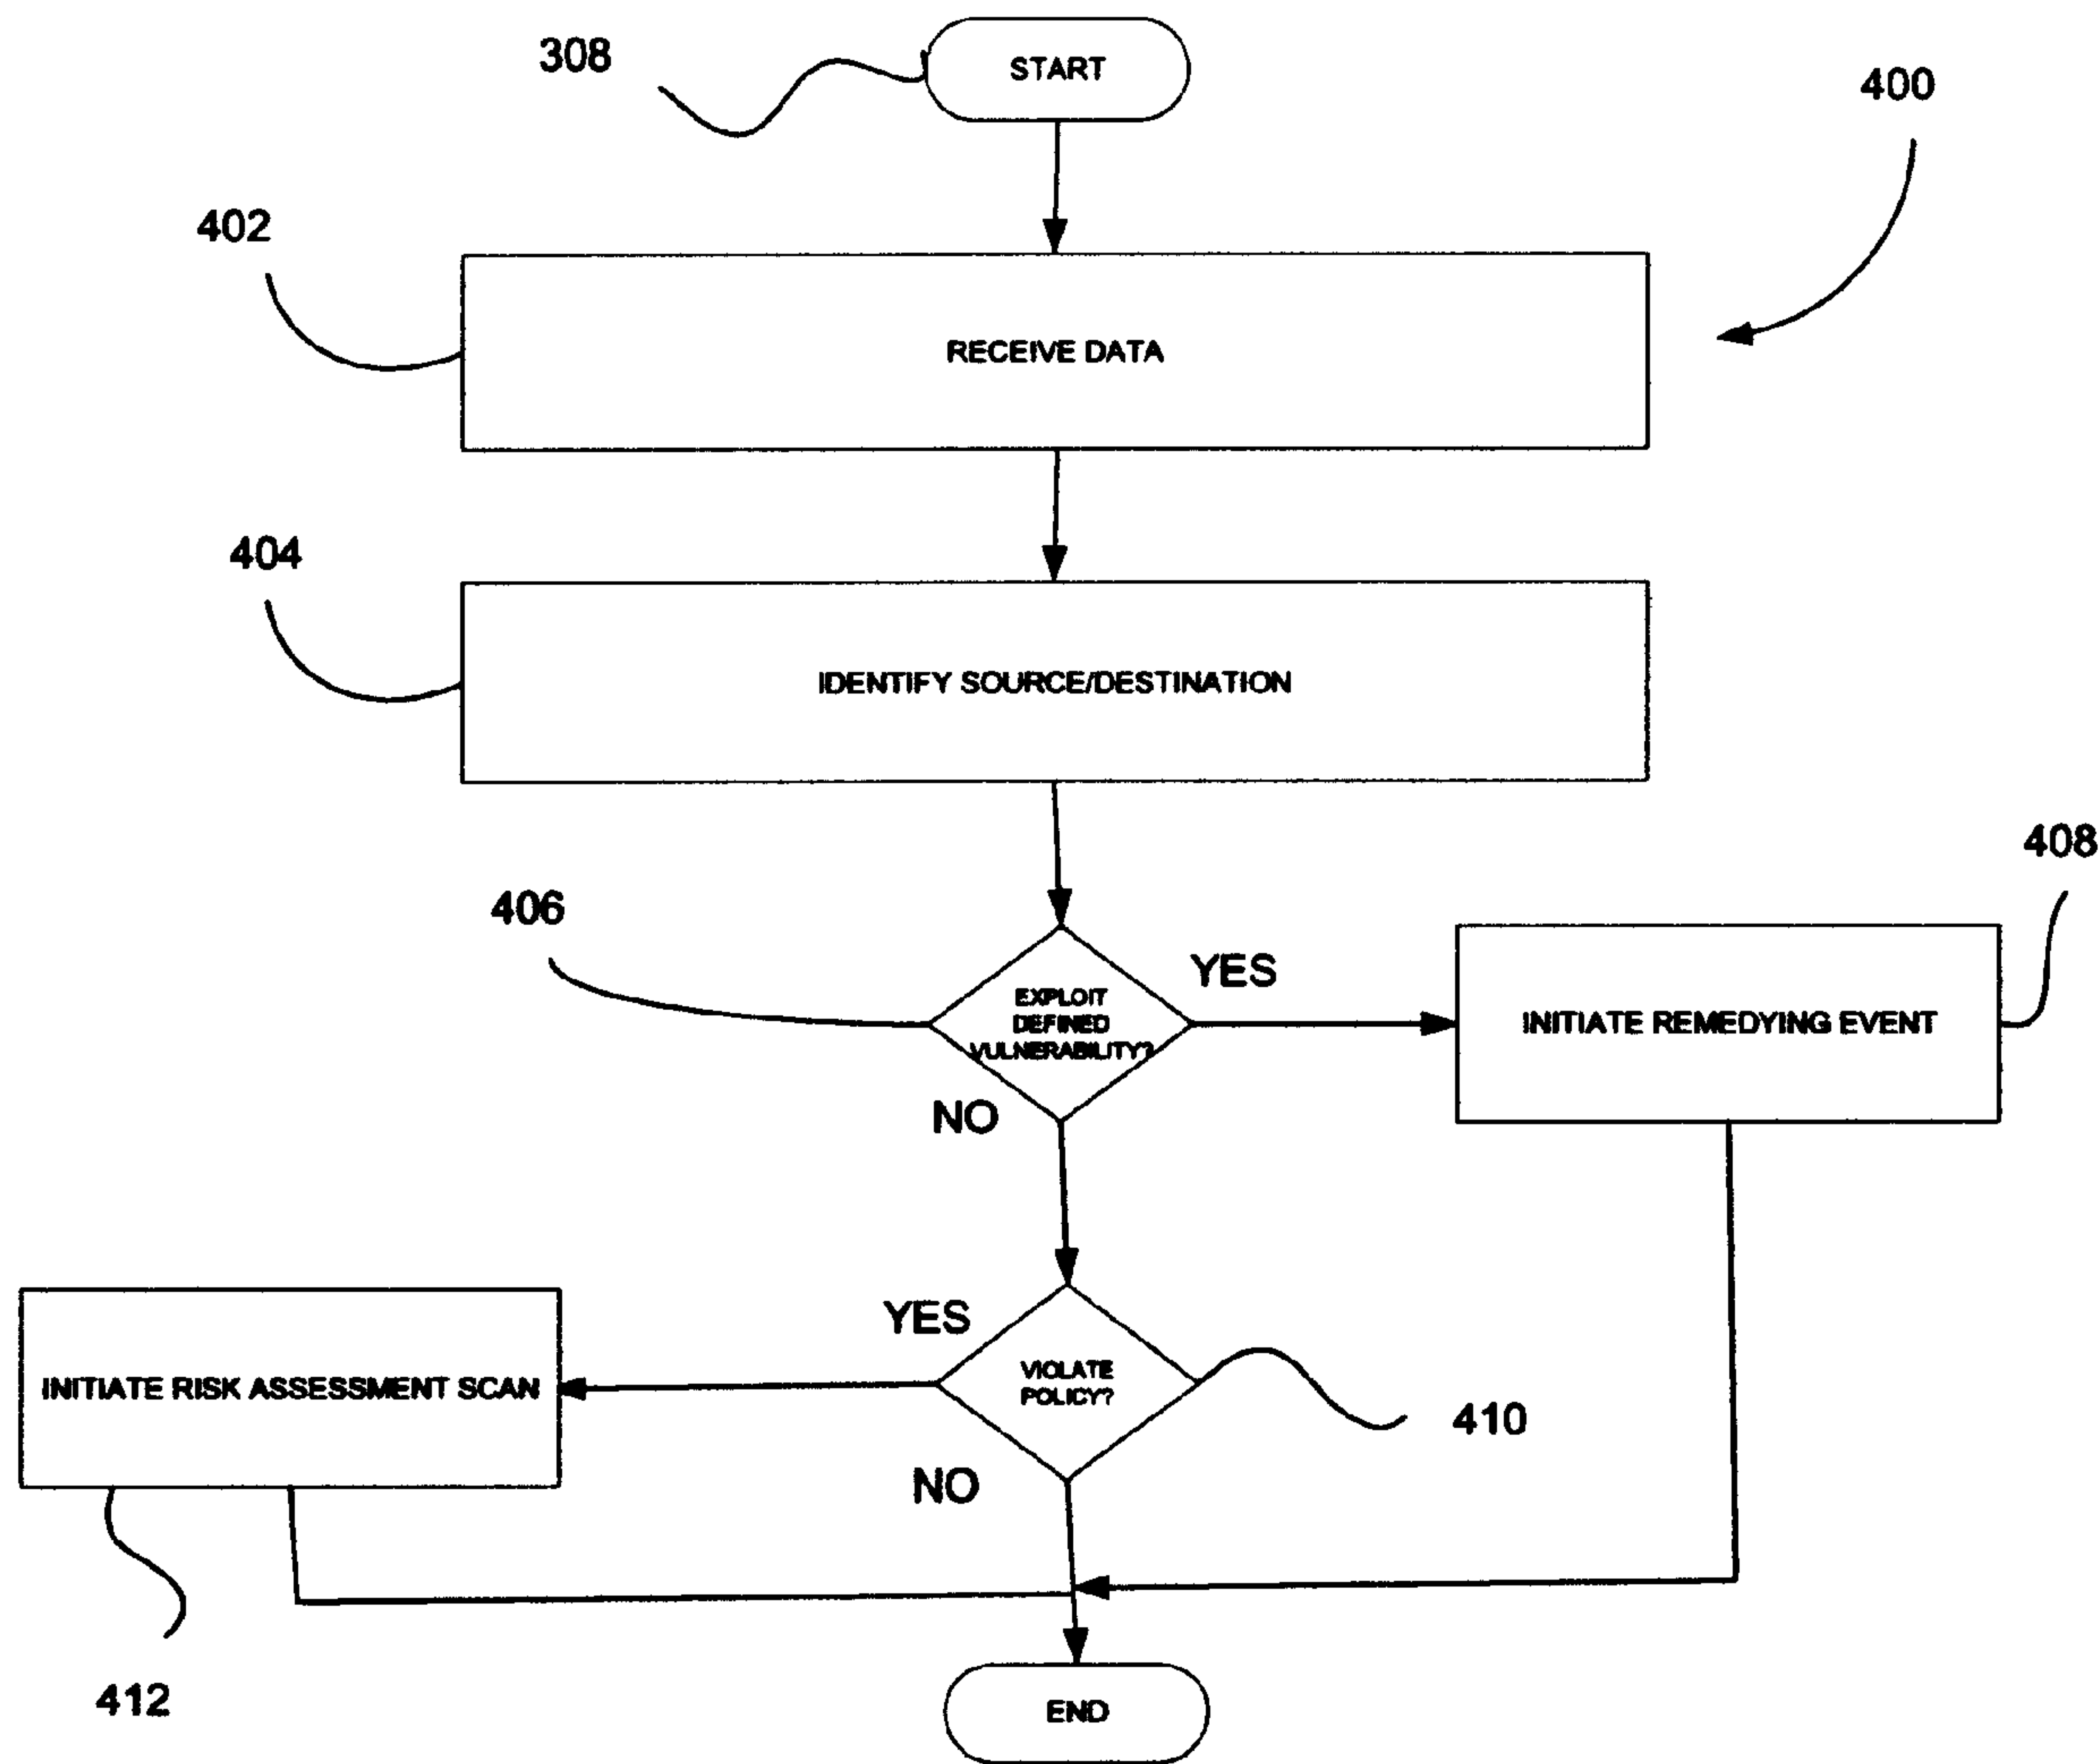 308
START
400
402
RECEIVE DATA
404
IDENTIFY SOURCE/DESTINATION
408
406
YES
EXPLOIT
DEFINED
VULNERABILITY?
INITIATE REMEDYING EVENT
NO
YES
INITIATE RISK ASSESSMENT SCAN
VIOLATE
POLICY?
410
NO
412
END